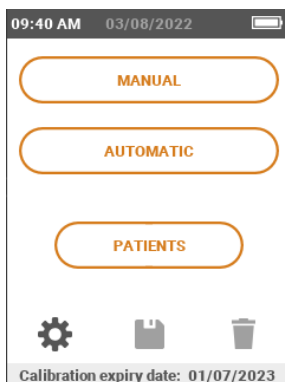 09:40 AM 03/08/2022
MANUAL
AUTOMATIC
PATIENTS
Calibration expiry date: 01/07/2023